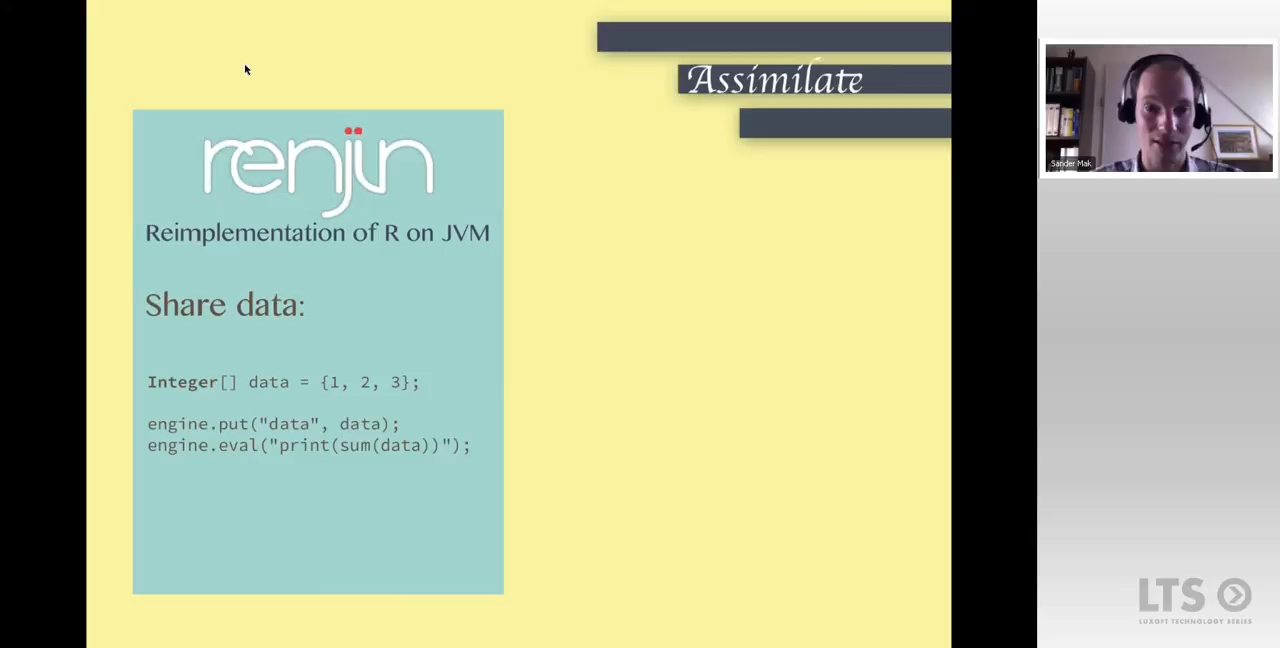 Assimilate
renjin
Reimplementation of R on JVM
Share data:
Integer[] data = {1, 2, 3};
engine.put("data", data);
engine.eval("print(sum(data))");
Sander Mak
LTS
LUXOFT TECHNOLOGY SERIES